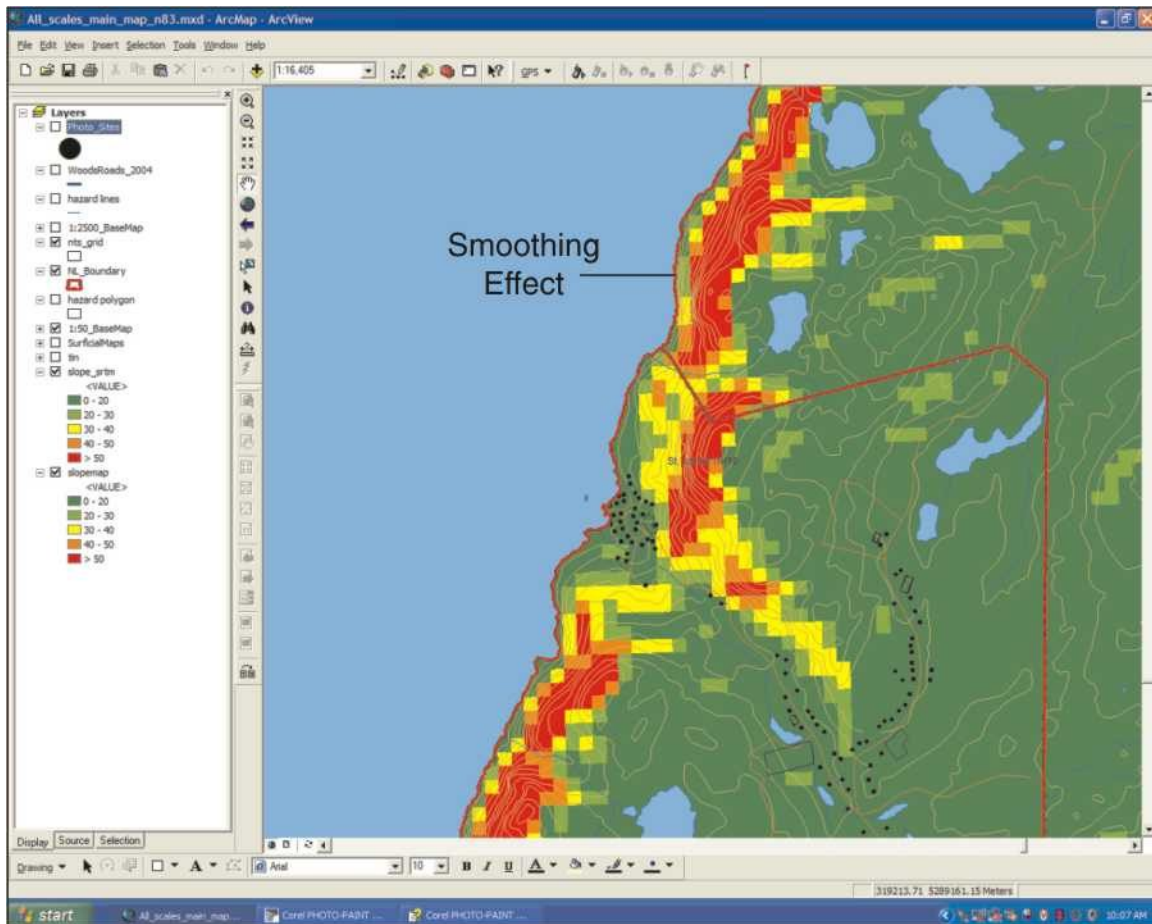 All_scales_main_map_n83.mxd - ArcMap - ArcView
File Edit View Insert Selection Tools Window Help
1:16,405
GPS
Layers
Photo_Sites
WoodsRoads_2004
hazard lines
1:2500_BaseMap
nts_grid
NL_Boundary
hazard polygon
1:50_BaseMap
SurficialMaps
tin
slope_srtm
<VALUE>
0 - 20
20 - 30
30 - 40
40 - 50
> 50
slopemap
<VALUE>
0 - 20
20 - 30
30 - 40
40 - 50
> 50
Smoothing
Effect
St.
Display Source Selection
Drawing A Arial 10 B I U A
319213.71 5289161.15 Meters
start All_scales_main_map... Corel PHOTO-PAINT ... Corel PHOTO-PAINT ... 10:07 AM